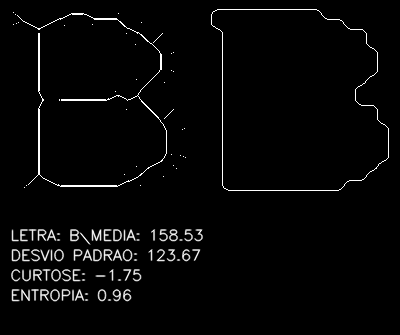 B B
LETRA: B\MEDIA: 158.53
DESVIO PADRAO: 123.67
CURTOSE: -1.75
ENTROPIA: 0.96